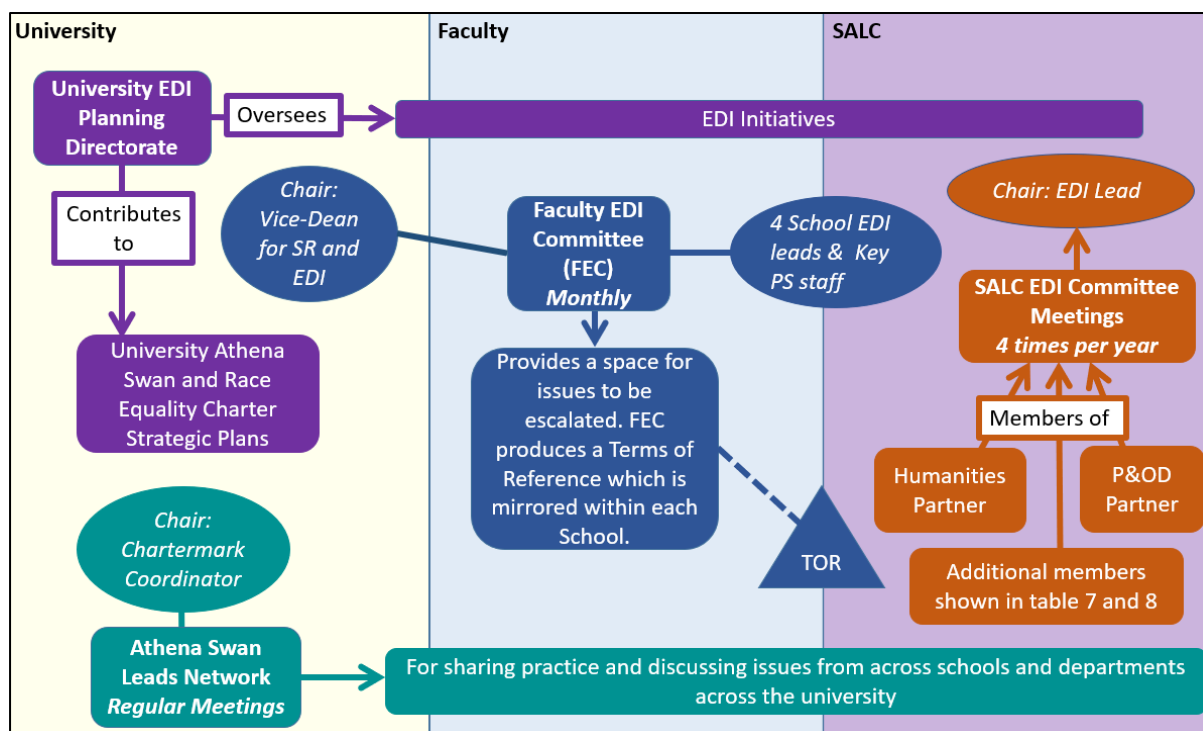 University
Faculty
SALC
University EDI
Planning
Directorate
Oversees
EDI Initiatives
Contributes
to
University Athena
Swan and Race
Equality Charter
Strategic Plans
Chair:
Vice-Dean
for SR and
EDI
Faculty EDI
Committee
(FEC)
Monthly
4 School EDI
leads & Key
PS staff
Provides a space for
issues to be
escalated. FEC
produces a Terms of
Reference which is
mirrored within each
School.
TOR
Chair: EDI Lead
SALC EDI Committee
Meetings
4 times per year
Members of
Humanities
Partner
P&OD
Partner
Additional members
shown in table 7 and 8
Chair:
Chartermark
Coordinator
Athena Swan
Leads Network
Regular Meetings
For sharing practice and discussing issues from across schools and departments
across the university